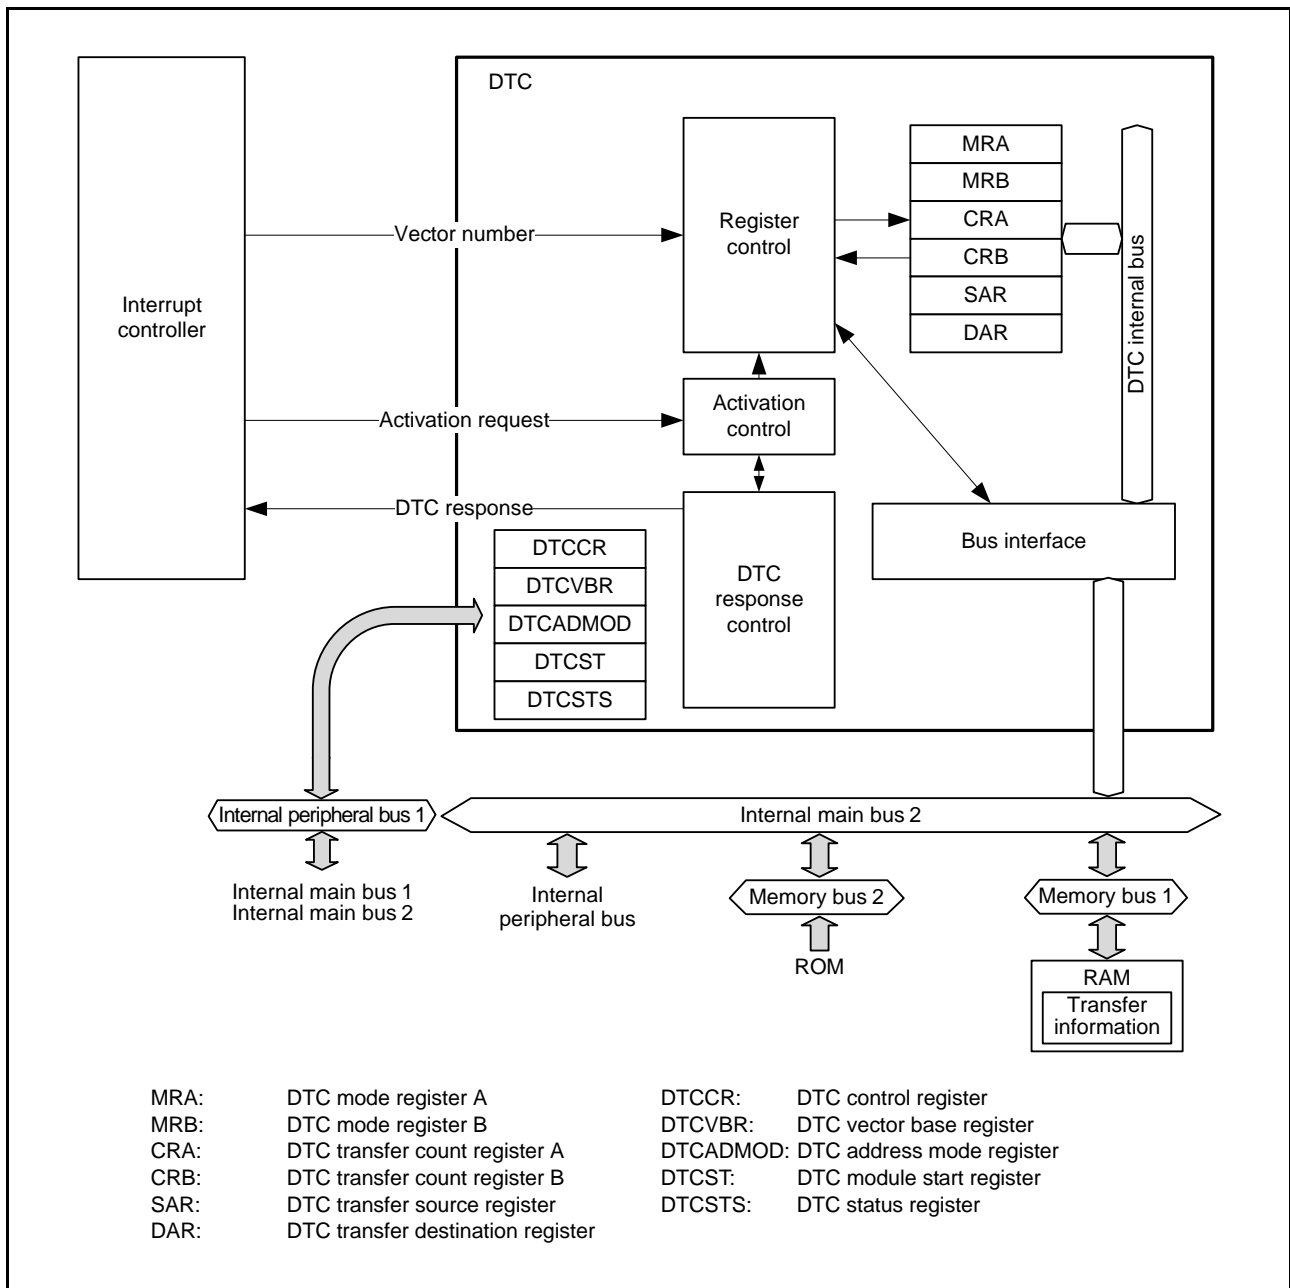 DTC
MRA
MRB
CRA
CRB
SAR
DAR
Register
control
DTC internal bus
Vector number
Interrupt
controller
Activation request
Activation
control
DTC response
Bus interface
DTCCR
DTCVBR
DTCADMOD
DTCST
DTCSTS
DTC
response
control
Internal peripheral bus 1
Internal main bus 2
Internal main bus 1
Internal main bus 2
Internal
peripheral bus
Memory bus 2
Memory bus 1
ROM
RAM
Transfer
information
MRA: DTC mode register A
MRB: DTC mode register B
CRA: DTC transfer count register A
CRB: DTC transfer count register B
SAR: DTC transfer source register
DAR: DTC transfer destination register
DTCCR: DTC control register
DTCVBR: DTC vector base register
DTCADMOD: DTC address mode register
DTCST: DTC module start register
DTCSTS: DTC status register